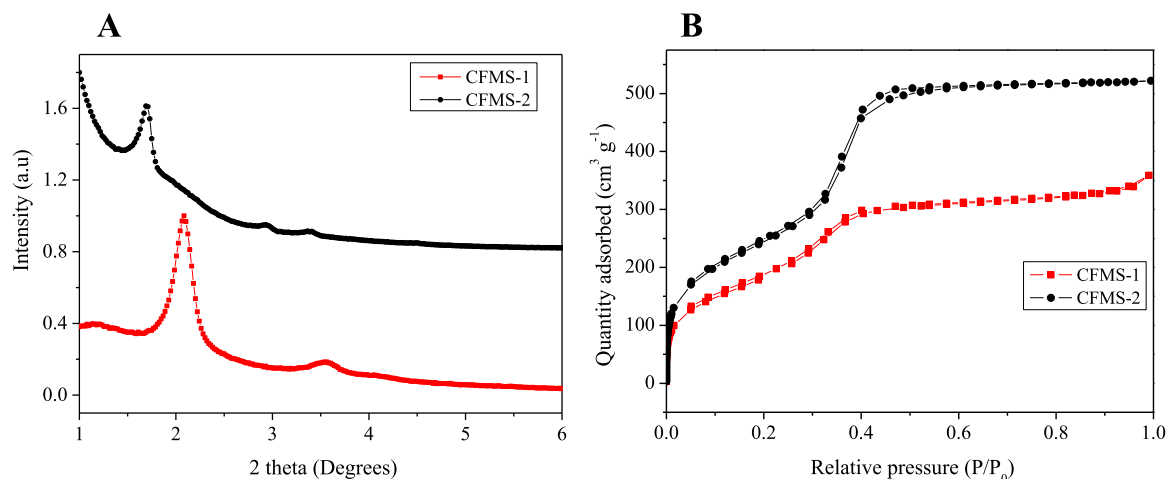 A
CFMS-1
CFMS-2
Intensity (a.u)
1.6
1.2
0.8
0.4
0.0
1 2 3 4 5 6
2 theta (Degrees)
B
Quantity adsorbed (cm³ g⁻¹)
500
400
300
200
100
0
CFMS-1
CFMS-2
0.0 0.2 0.4 0.6 0.8 1.0
Relative pressure (P/P₀)